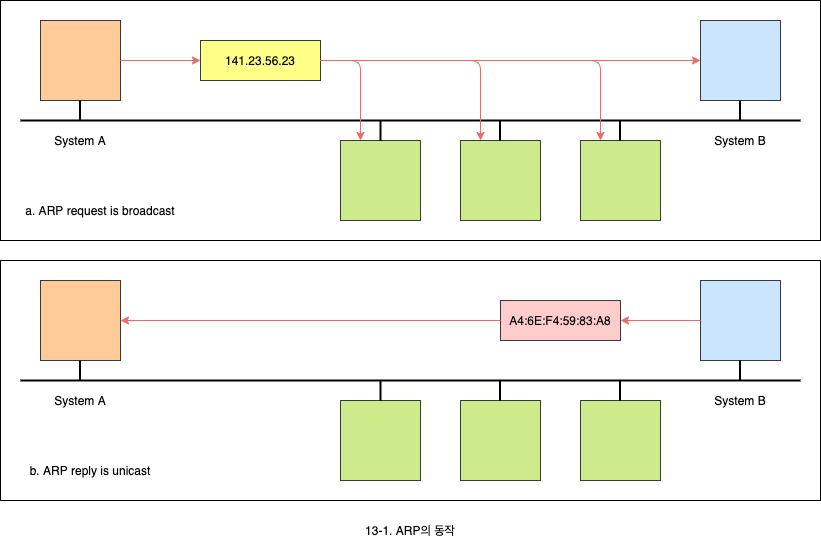 141.23.56.23
System A
System B
a. ARP request is broadcast
A4:6E:F4:59:83:A8
System A
System B
b. ARP reply is unicast
13-1. ARP의 동작